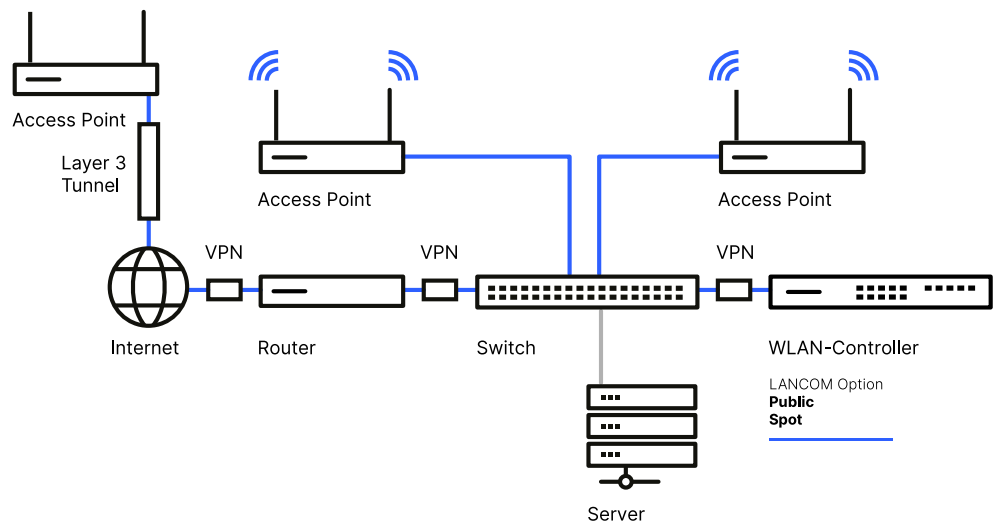 Access Point
Layer 3
Tunnel
Access Point
Access Point
VPN
VPN
VPN
Internet
Router
Switch
WLAN-Controller
LANCOM Option
Public
Spot
Server